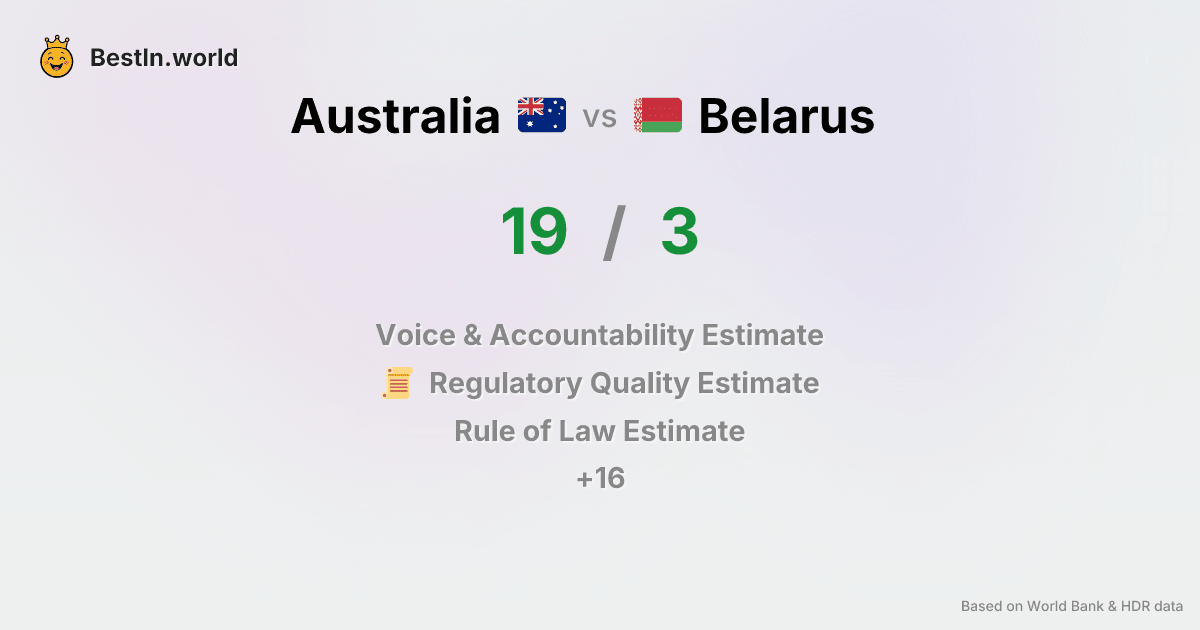 BestIn.world
Australia vs Belarus
19 / 3
Voice & Accountability Estimate
Regulatory Quality Estimate
Rule of Law Estimate
+16
Based on World Bank & HDR data